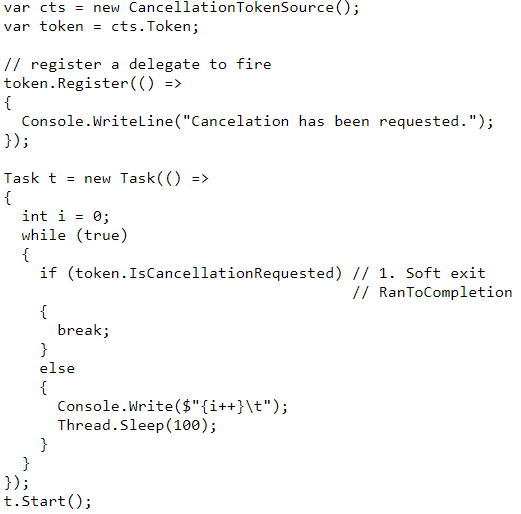 var cts = new CancellationTokenSource();
var token = cts.Token;

// register a delegate to fire
token.Register(() =>
{
  Console.WriteLine("Cancelation has been requested.");
});

Task t = new Task(() =>
{
  int i = 0;
  while (true)
  {
    if (token.IsCancellationRequested) // 1. Soft exit
                                       // RanToCompletion
    {
      break;
    }
    else
    {
      Console.Write($"{i++}\t");
      Thread.Sleep(100);
    }
  }
});
t.Start();